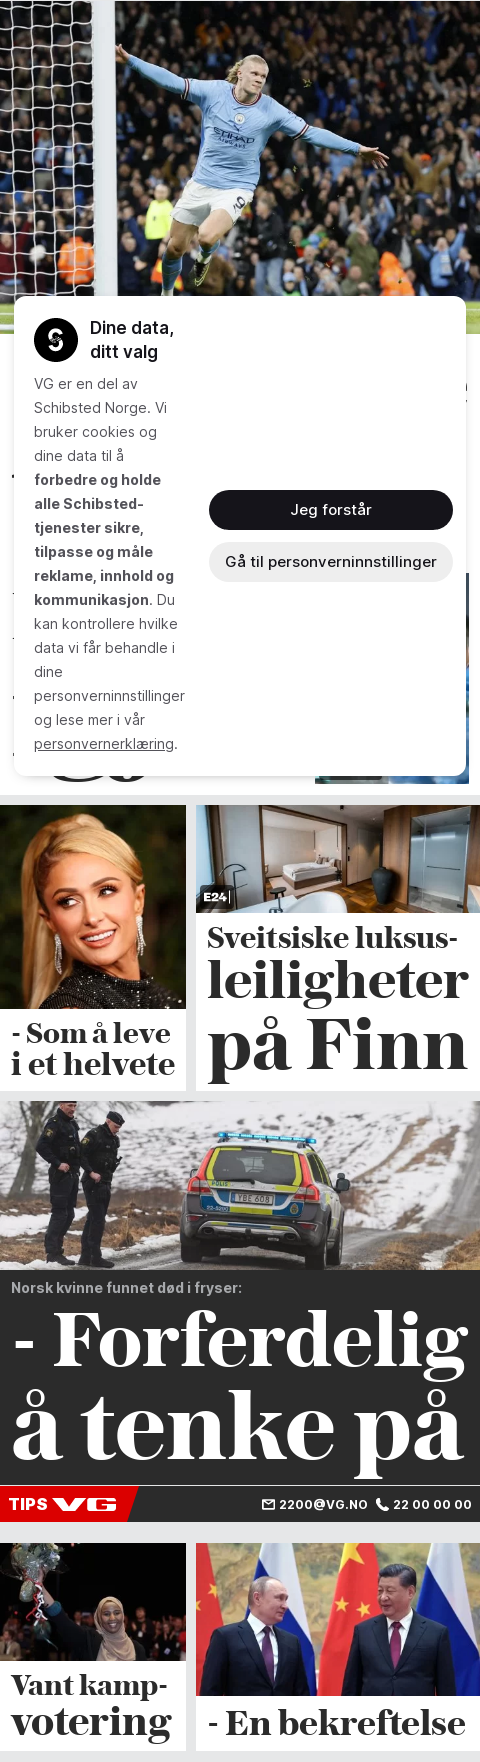 ETIHAD
Dine data,
ditt valg
VG er en del av
Schibsted Norge. Vi
bruker cookies og
dine data til å
forbedre og holde
alle Schibsted-
tjenester sikre,
tilpasse og måle
reklame, innhold og
kommunikasjon. Du
kan kontrollere hvilke
data vi får behandle i
dine
personverninnstillinger
og lese mer i vår
personvernerklæring.
Jeg forstår
Gå til personverninnstillinger
E24
- Som å leve
i et helvete
Sveitsiske luksus-
leiligheter
på Finn
POLIS
YBE 608
Norsk kvinne funnet død i fryser:
- Forferdelig
å tenke på
TIPS VG
2200@VG.NO 22 00 00 00
Vant kamp-
votering
- En bekreftelse